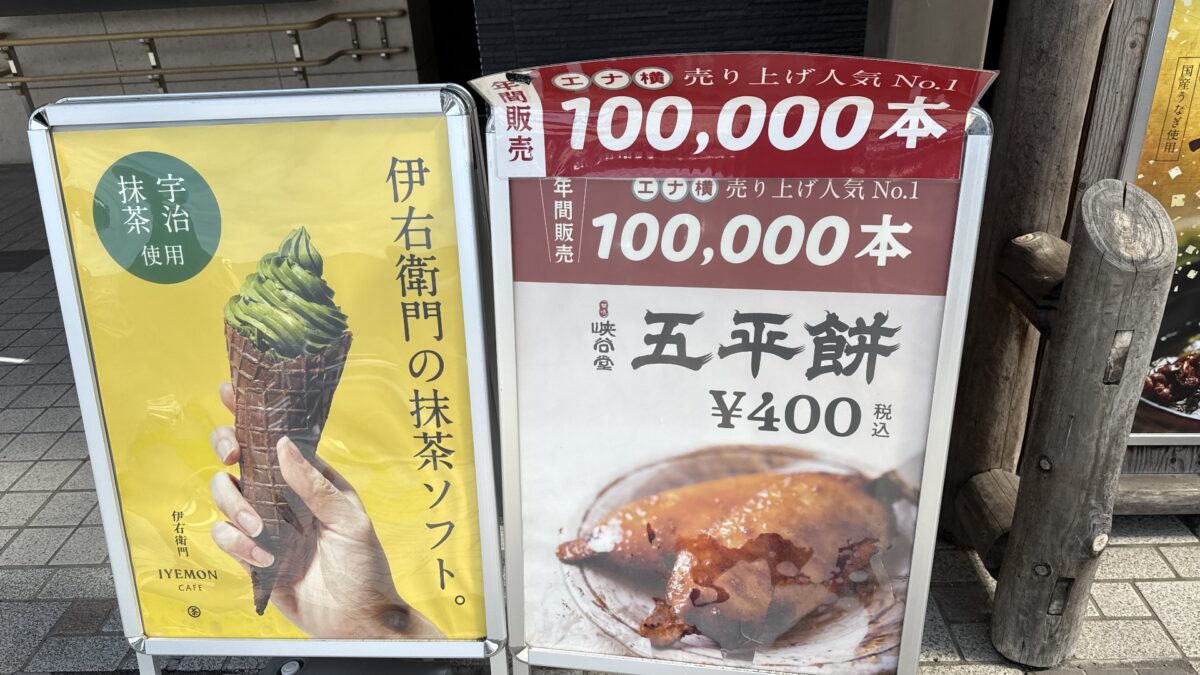 宇治
抹茶
使用
伊右衛門の抹茶ソフト。
伊右衛門
IYEMON
CAFE
年間販売
エナ横 売り上げ人気 No.1
100,000本
年間販売
エナ横 売り上げ人気 No.1
100,000本
峡谷堂
五平餅
¥400 税込
国産うなぎ使用